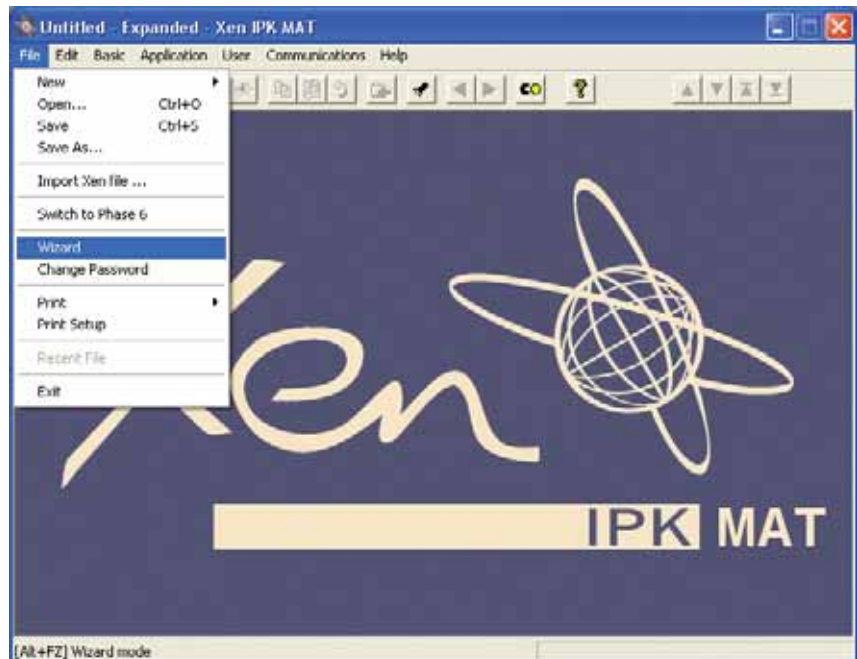 Untitled - Expanded - Xen IPK MAT
File Edit Basic Application User Communications Help
New
Open... Ctrl+O
Save Ctrl+S
Save As...
Import Xen file ...
Switch to Phase 6
Wizard
Change Password
Print
Print Setup
Recent File
Exit
Xen
IPK MAT
[Alt+FZ] Wizard mode